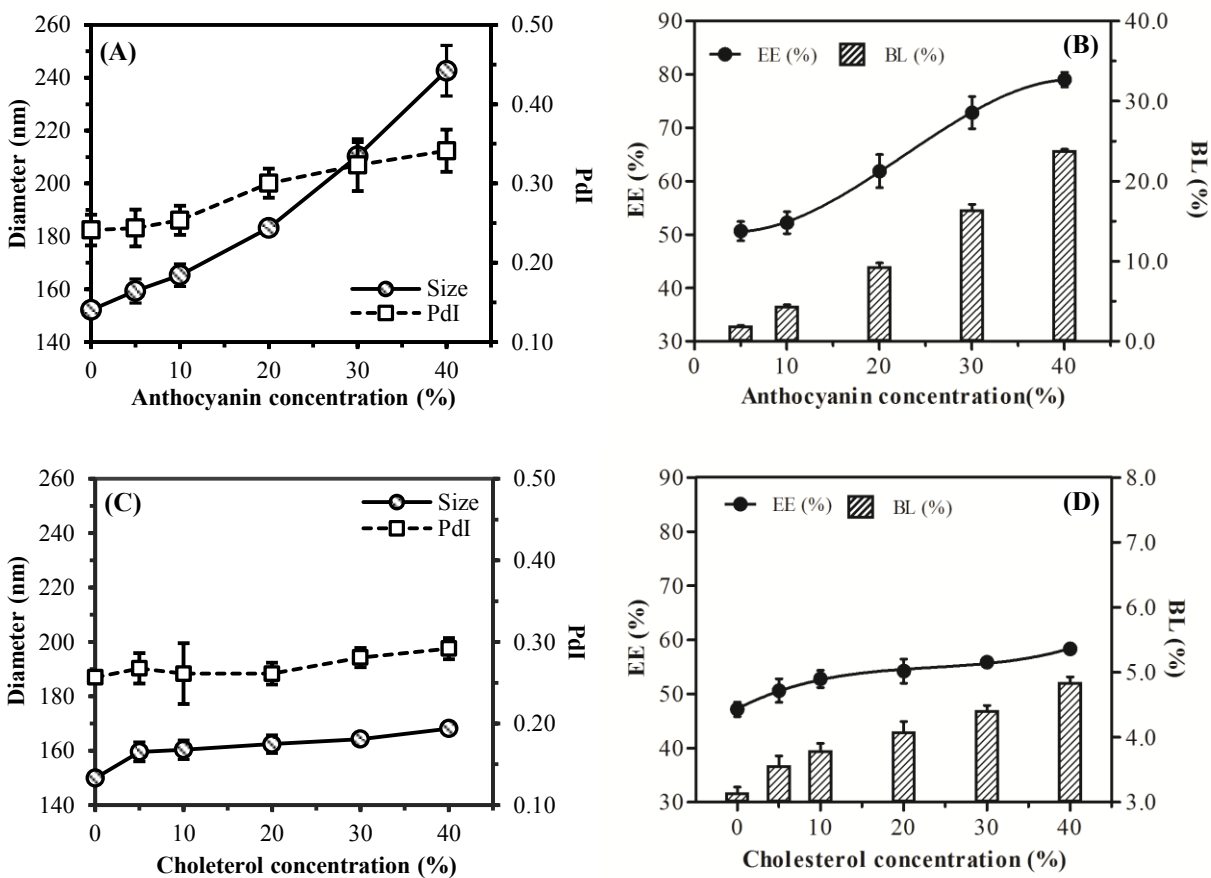 (A)
260
240
220
200
180
160
140
Diameter (nm)
0.50
0.40
0.30
0.20
0.10
PdI
Size
PdI
0 10 20 30 40
Anthocyanin concentration (%)
(B)
EE (%) BL (%)
90
80
70
60
50
40
30
EE (%)
40.0
30.0
20.0
10.0
0.0
BL (%)
0 10 20 30 40
Anthocyanin concentration(%)
(C)
260
240
220
200
180
160
140
Diameter (nm)
0.50
0.40
0.30
0.20
0.10
PdI
Size
PdI
0 10 20 30 40
Choleterol concentration (%)
(D)
EE (%) BL (%)
90
80
70
60
50
40
30
EE (%)
8.0
7.0
6.0
5.0
4.0
3.0
BL (%)
0 10 20 30 40
Cholesterol concentration (%)